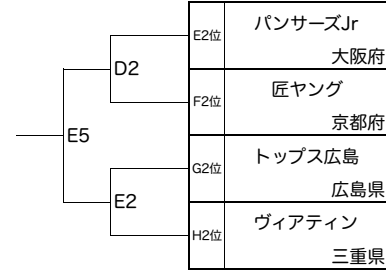 E2位
パンサーズJr
大阪府
D2
F2位
匠ヤング
京都府
E5
G2位
トップス広島
広島県
E2
H2位
ヴィアティン
三重県